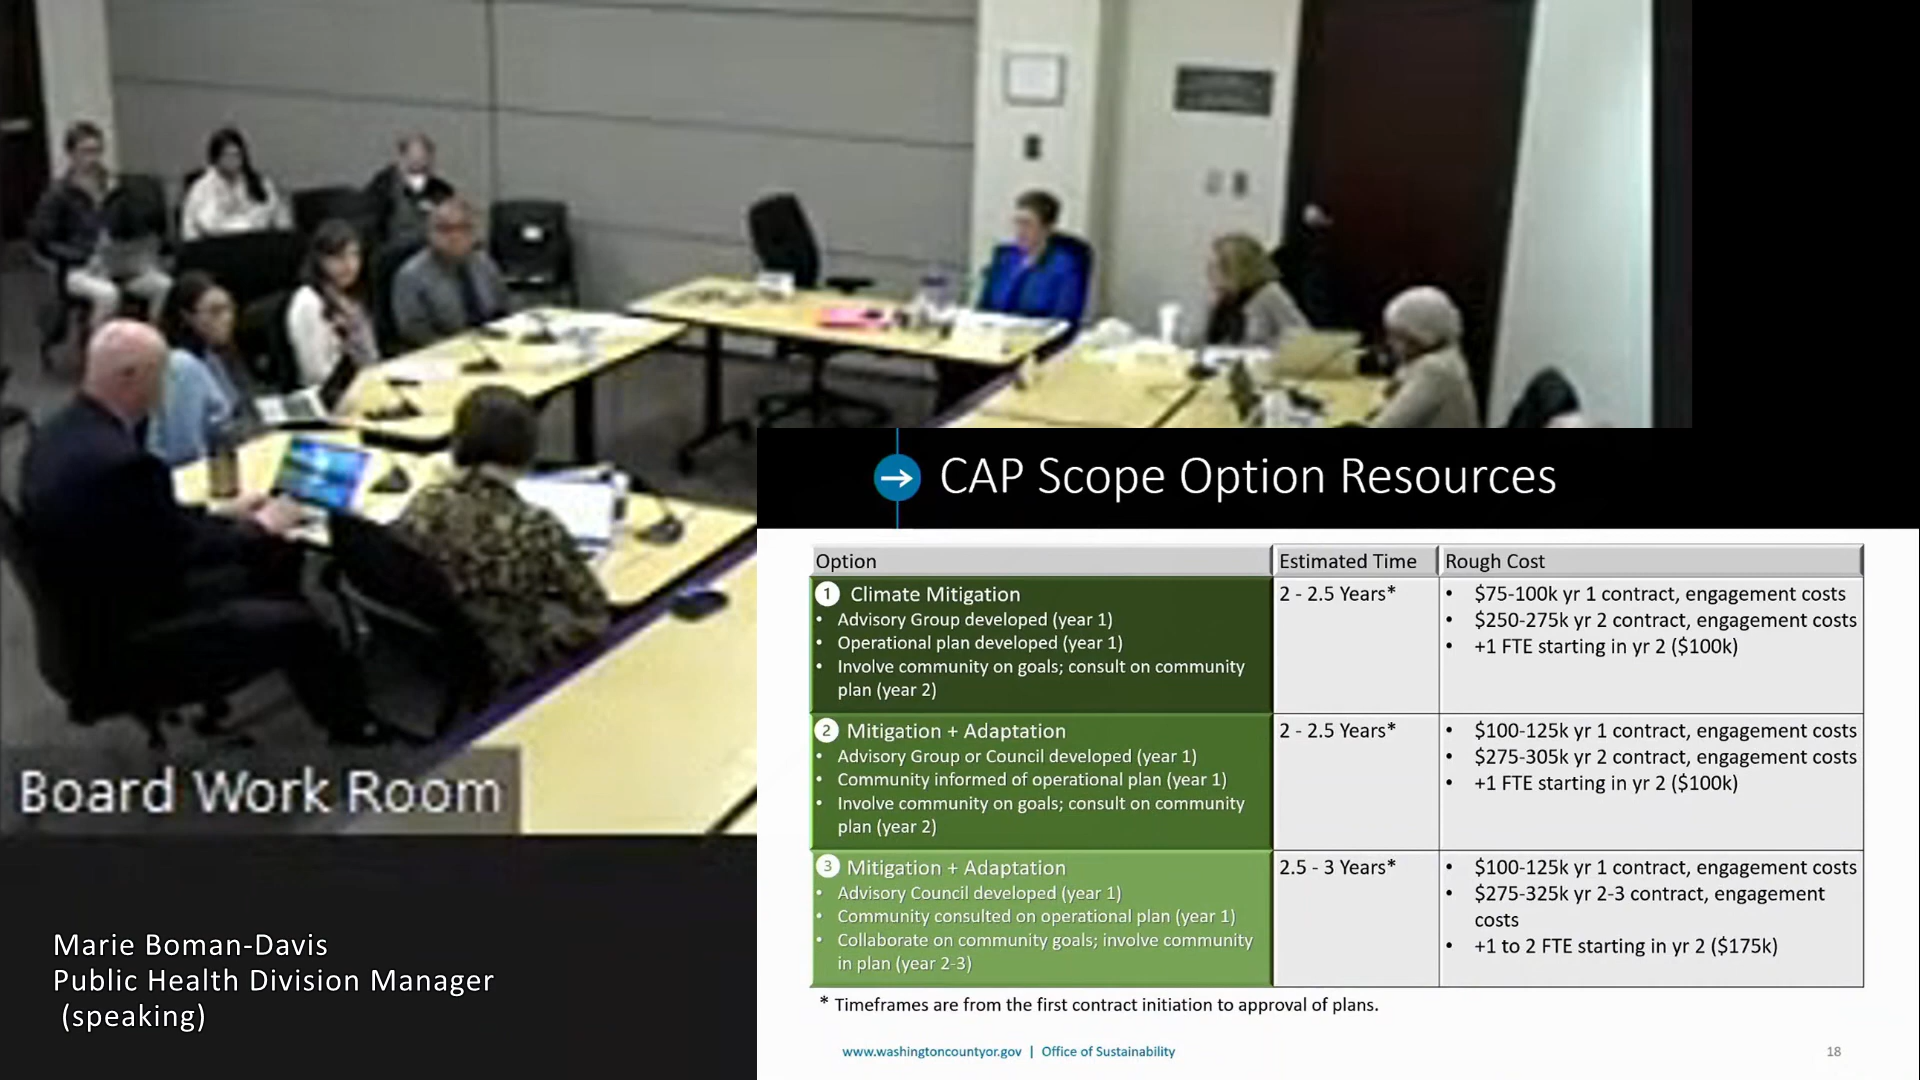 Board Work Room
Marie Boman-Davis
Public Health Division Manager
(speaking)
CAP Scope Option Resources
Option
Estimated Time
Rough Cost
1 Climate Mitigation
• Advisory Group developed (year 1)
• Operational plan developed (year 1)
• Involve community on goals; consult on community
plan (year 2)
2 - 2.5 Years*
• $75-100k yr 1 contract, engagement costs
• $250-275k yr 2 contract, engagement costs
• +1 FTE starting in yr 2 ($100k)
2 Mitigation + Adaptation
• Advisory Group or Council developed (year 1)
• Community informed of operational plan (year 1)
• Involve community on goals; consult on community
plan (year 2)
2 - 2.5 Years*
• $100-125k yr 1 contract, engagement costs
• $275-305k yr 2 contract, engagement costs
• +1 FTE starting in yr 2 ($100k)
3 Mitigation + Adaptation
• Advisory Council developed (year 1)
• Community consulted on operational plan (year 1)
• Collaborate on community goals; involve community
in plan (year 2-3)
2.5 - 3 Years*
• $100-125k yr 1 contract, engagement costs
• $275-325k yr 2-3 contract, engagement
costs
• +1 to 2 FTE starting in yr 2 ($175k)
* Timeframes are from the first contract initiation to approval of plans.
www.washingtoncountyor.gov | Office of Sustainability
18